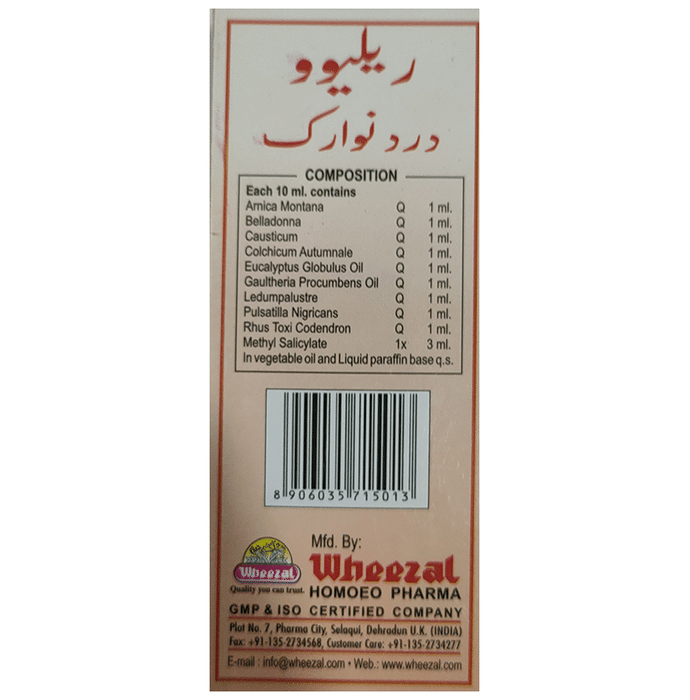 ریلیوو
درد نوارک
COMPOSITION
Each 10 ml. contains
Arnica Montana Q 1 ml.
Belladonna Q 1 ml.
Causticum Q 1 ml.
Colchicum Autumnale Q 1 ml.
Eucalyptus Globulus Oil Q 1 ml.
Gaultheria Procumbens Oil Q 1 ml.
Ledumpalustre Q 1 ml.
Pulsatilla Nigricans Q 1 ml.
Rhus Toxi Codendron Q 1 ml.
Methyl Salicylate 1x 3 ml.
In vegetable oil and Liquid paraffin base q.s.
8 906035 715013
Mfd. By:
Wheezal
Wheezal
Quality you can trust.
HOMOEO PHARMA
GMP & ISO CERTIFIED COMPANY
Plot No. 7, Pharma City, Selaqui, Dehradun U.K. (INDIA)
Fax: +91-135-2734568, Customer Care: +91-135-2734277
E-mail : info@wheezal.com • Web.: www.wheezal.com